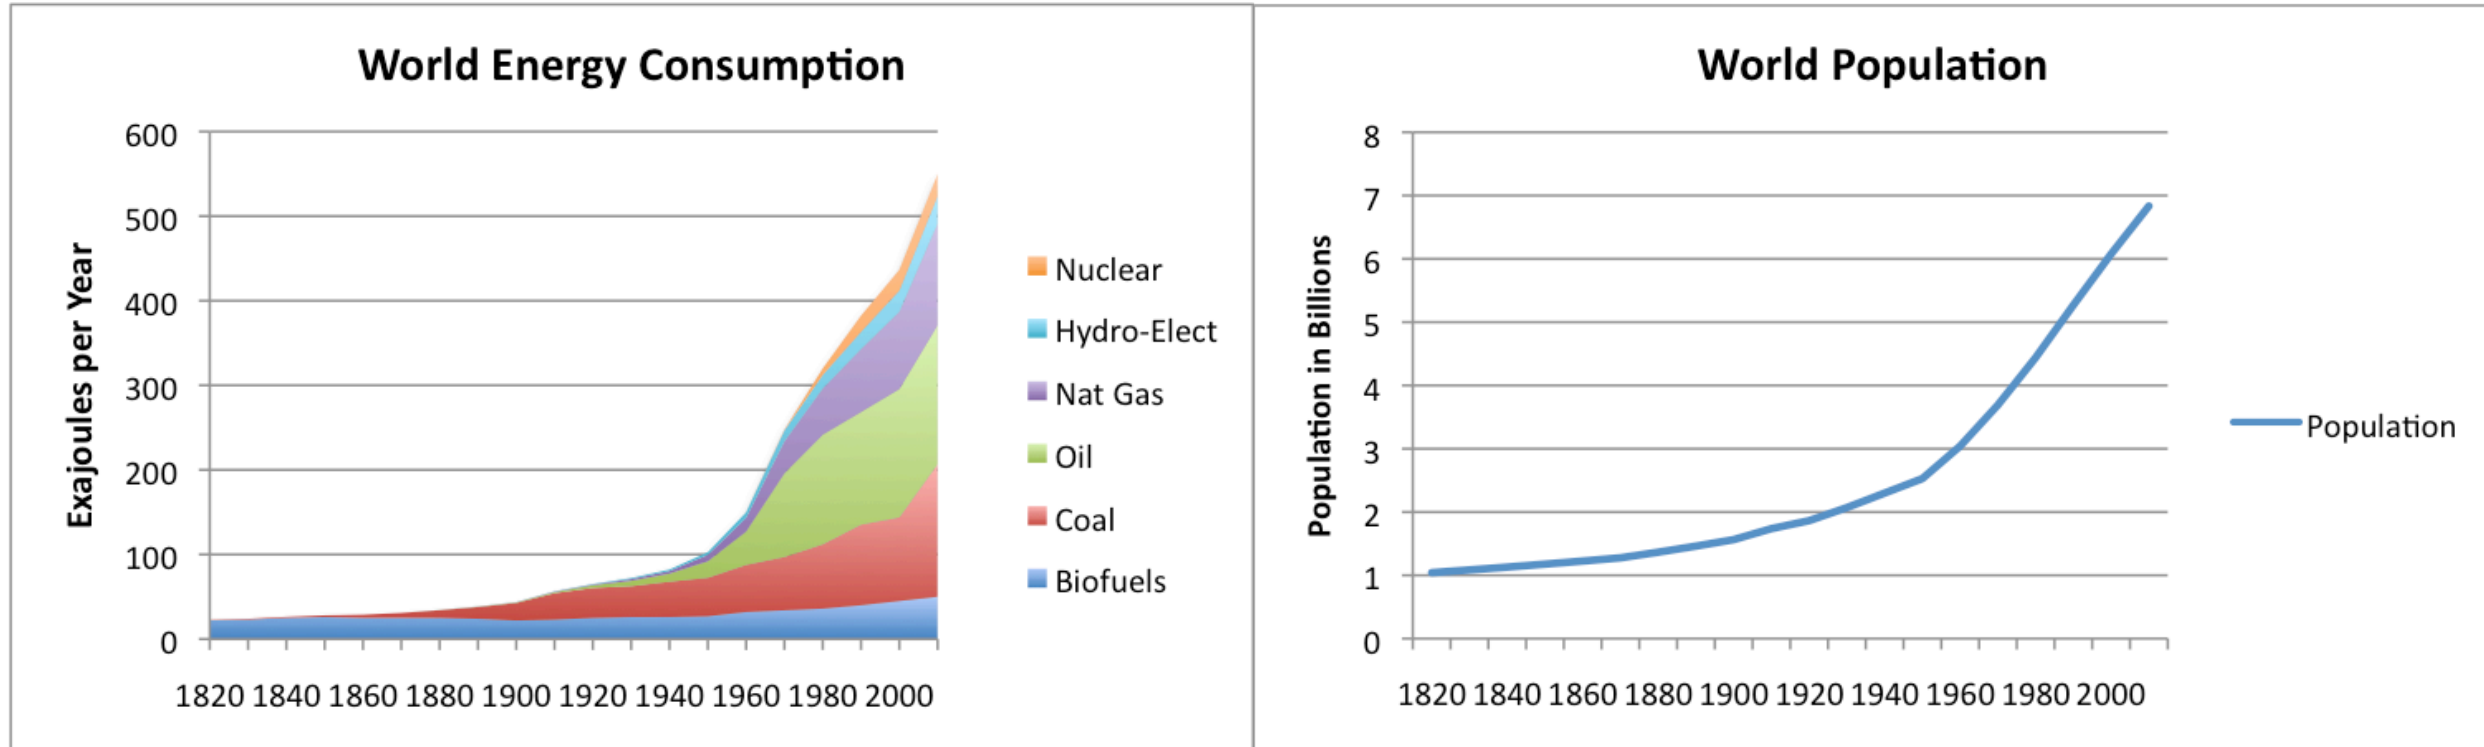 World Energy Consumption
Exajoules per Year
600
500
400
300
200
100
0
1820 1840 1860 1880 1900 1920 1940 1960 1980 2000
Nuclear
Hydro-Elect
Nat Gas
Oil
Coal
Biofuels
World Population
Population in Billions
8
7
6
5
4
3
2
1
0
1820 1840 1860 1880 1900 1920 1940 1960 1980 2000
Population